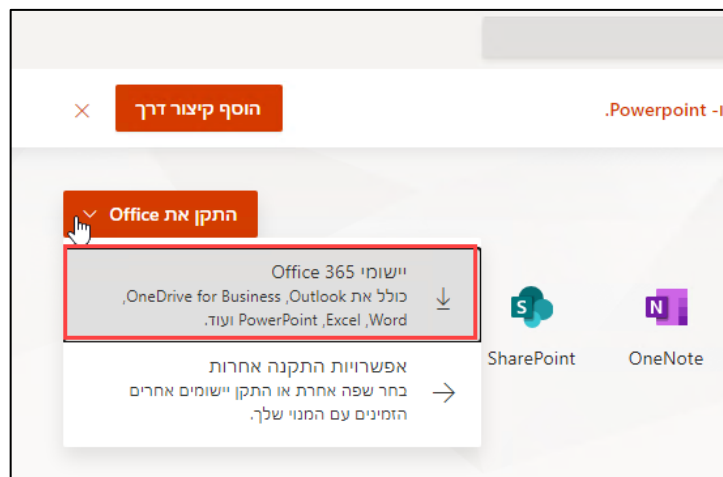 ו- Powerpoint.
הוסף קיצור דרך
התקן את Office
יישומי Office 365
כולל את OneDrive for Business ,Outlook,
PowerPoint ,Excel ,Word ועוד.
אפשרויות התקנה אחרות
בחר שפה אחרת או התקן יישומים אחרים
הזמינים עם המנוי שלך.
OneNote
SharePoint